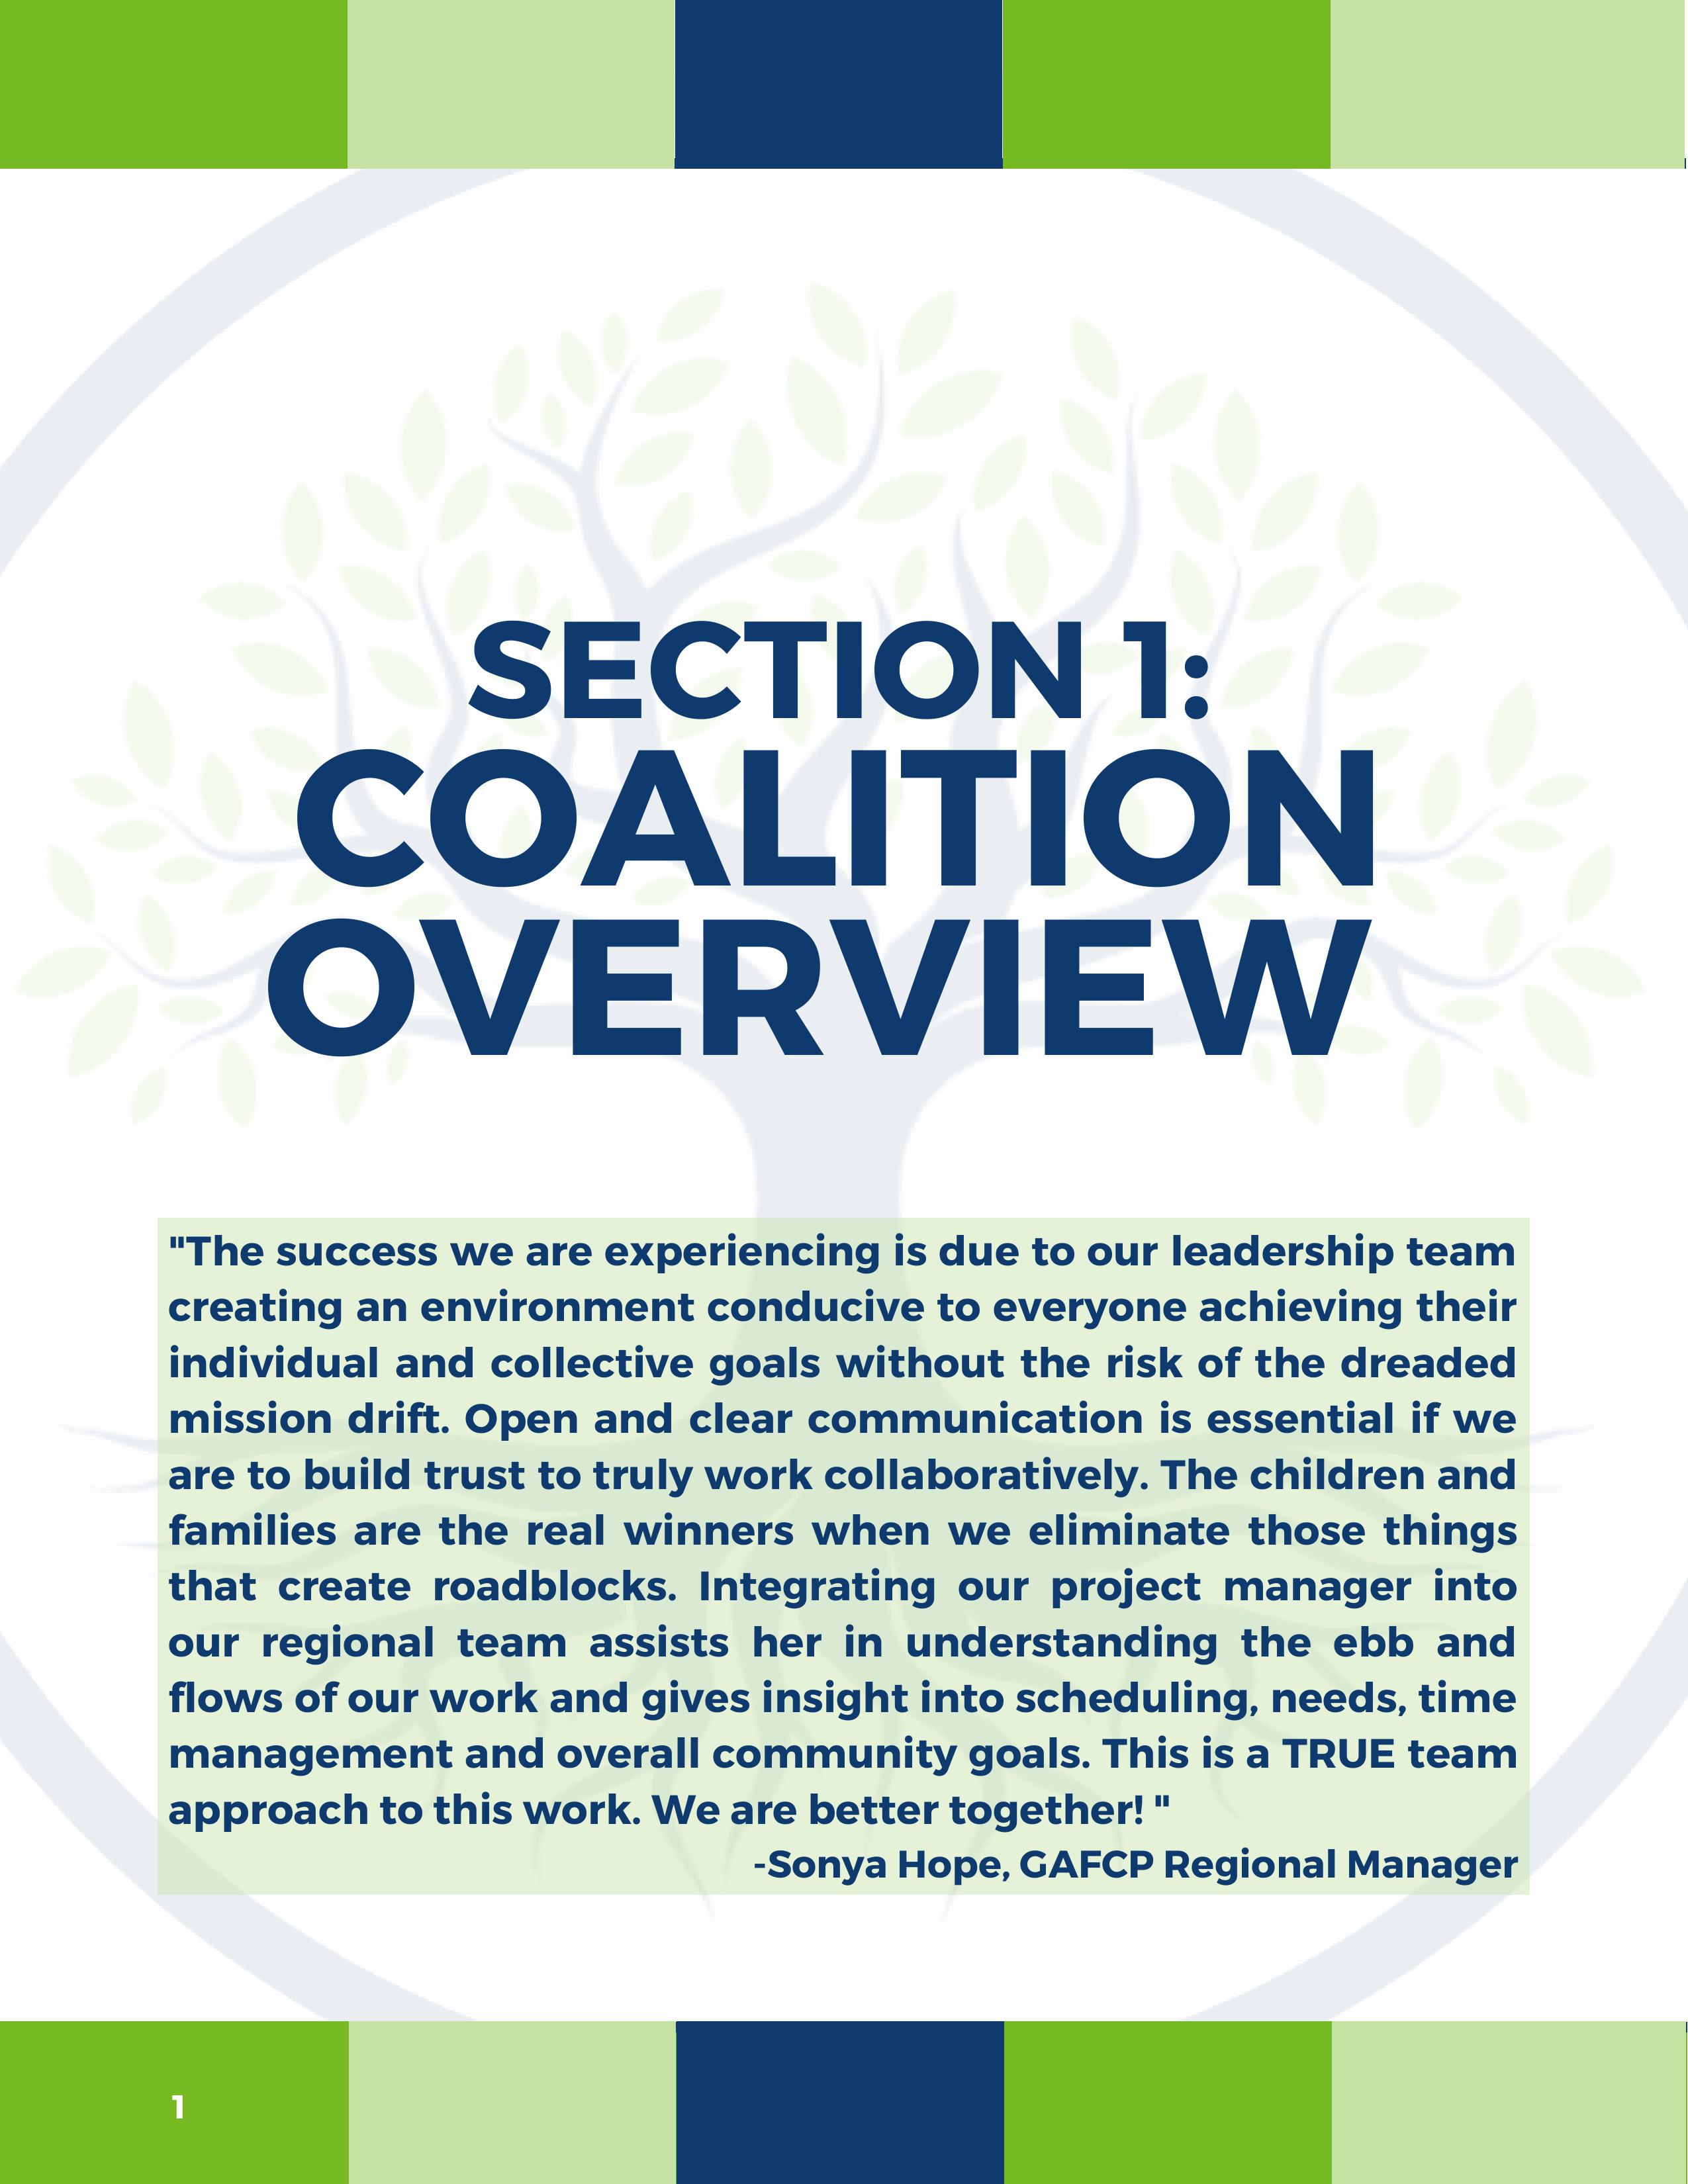 SECTION 1:
COALITION
OVERVIEW
"The success we are experiencing is due to our leadership team
creating an environment conducive to everyone achieving their
individual and collective goals without the risk of the dreaded
mission drift. Open and clear communication is essential if we
are to build trust to truly work collaboratively. The children and
families are the real winners when we eliminate those things
that create roadblocks. Integrating our project manager into
our regional team assists her in understanding the ebb and
flows of our work and gives insight into scheduling, needs, time
management and overall community goals. This is a TRUE team
approach to this work. We are better together! "
-Sonya Hope, GAFCP Regional Manager
1